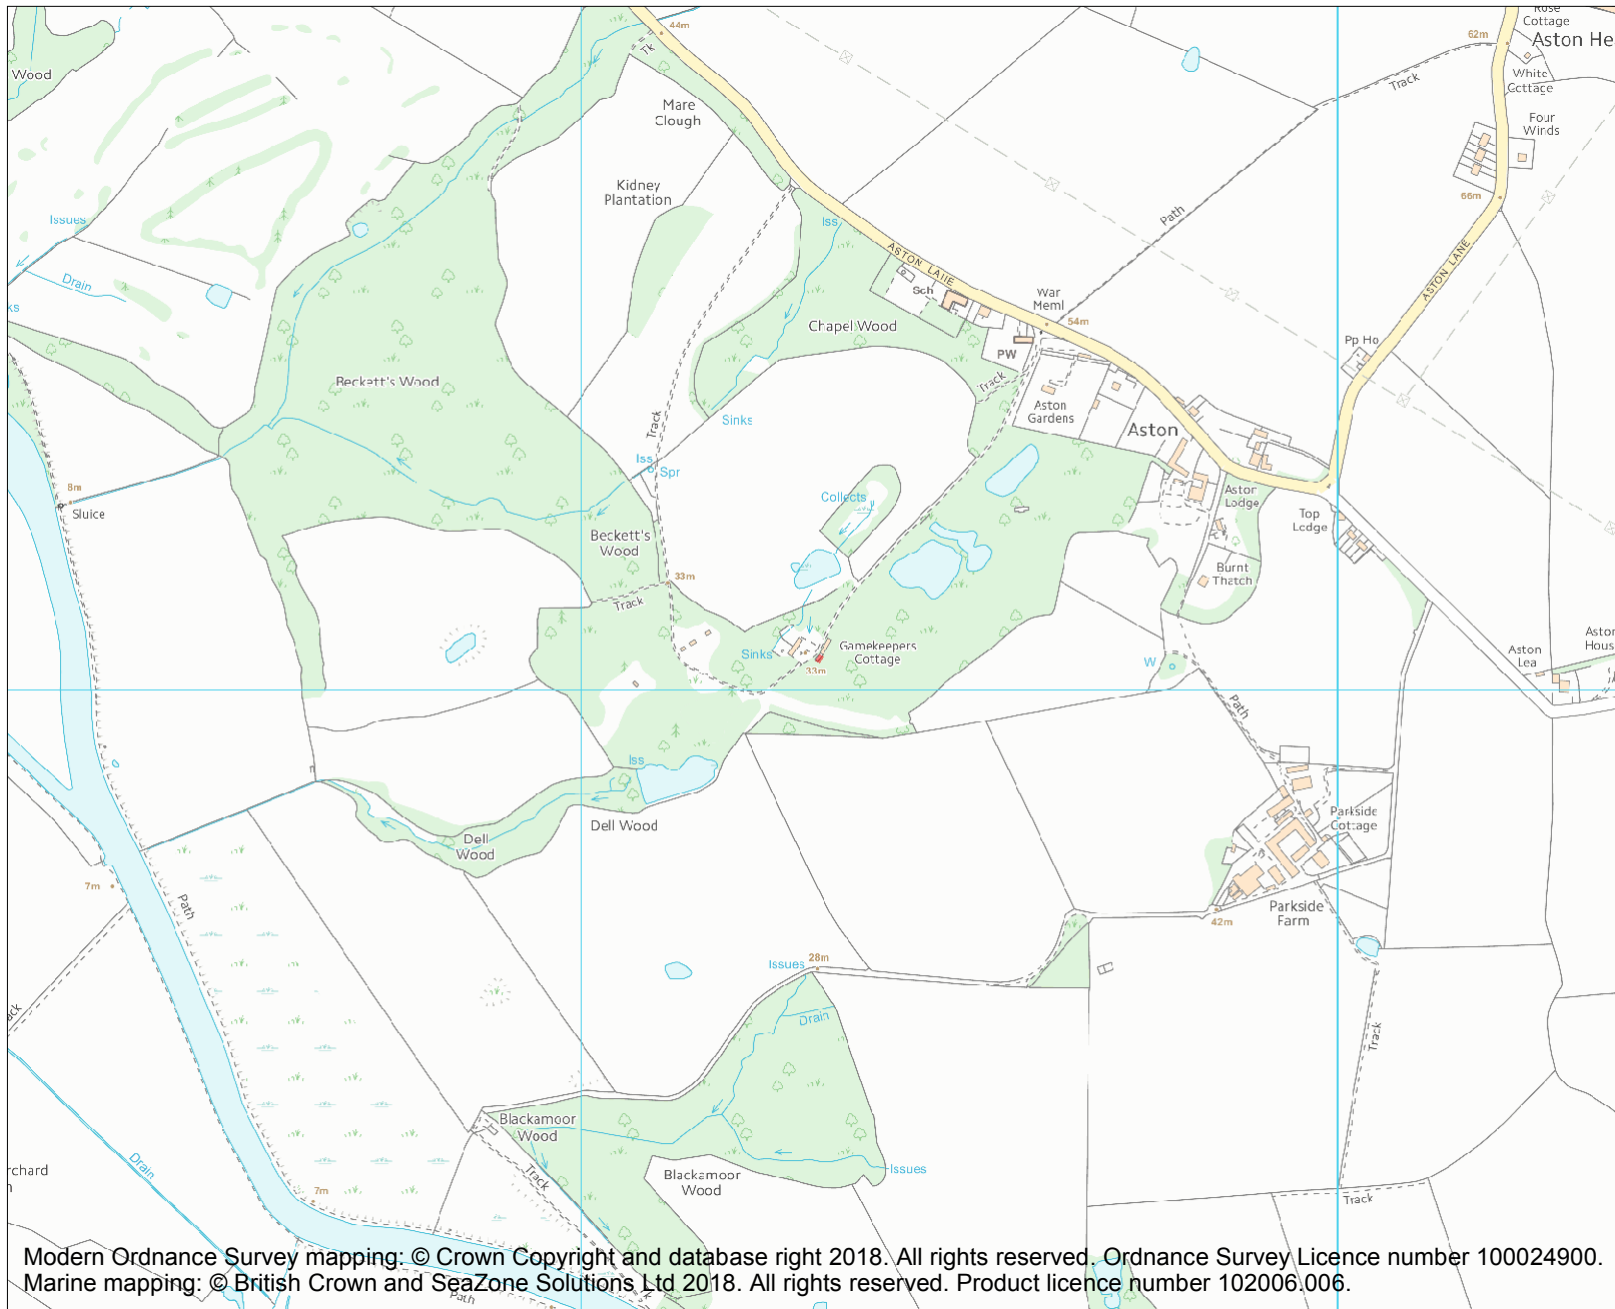 Wood
44m
Tk
Mare
Clough
Kidney
Plantation
Issues
Drain
Iss
ASTON LANE
Sch
Chapel Wood
War
Meml
54m
PW
Track
Path
Track
62m
Rose
Cottage
Aston He
White
Cottage
Four
Winds
66m
ASTON LANE
Pp Ho
ks
Beckett's Wood
Track
Sinks
Aston
Gardens
Aston
Iss
Spr
Collects
8m
Sluice
Aston
Lodge
Top
Lodge
Beckett's
Wood
33m
Track
Burnt
Thatch
Gamekeepers
Cottage
Sinks
33m
W
Aston
Lea
Aston
Hous
Path
Iss
Dell Wood
Dell
Wood
Parkside
Cottage
Parkside
Farm
42m
7m
Path
28m
Issues
Drain
Track
ack
Blackamoor
Wood
Track
Blackamoor
Wood
Issues
Drain
rchard
n
7m
Track
Path
Tk
Modern Ordnance Survey mapping: © Crown Copyright and database right 2018. All rights reserved. Ordnance Survey Licence number 100024900.
Marine mapping: © British Crown and SeaZone Solutions Ltd 2018. All rights reserved. Product licence number 102006.006.